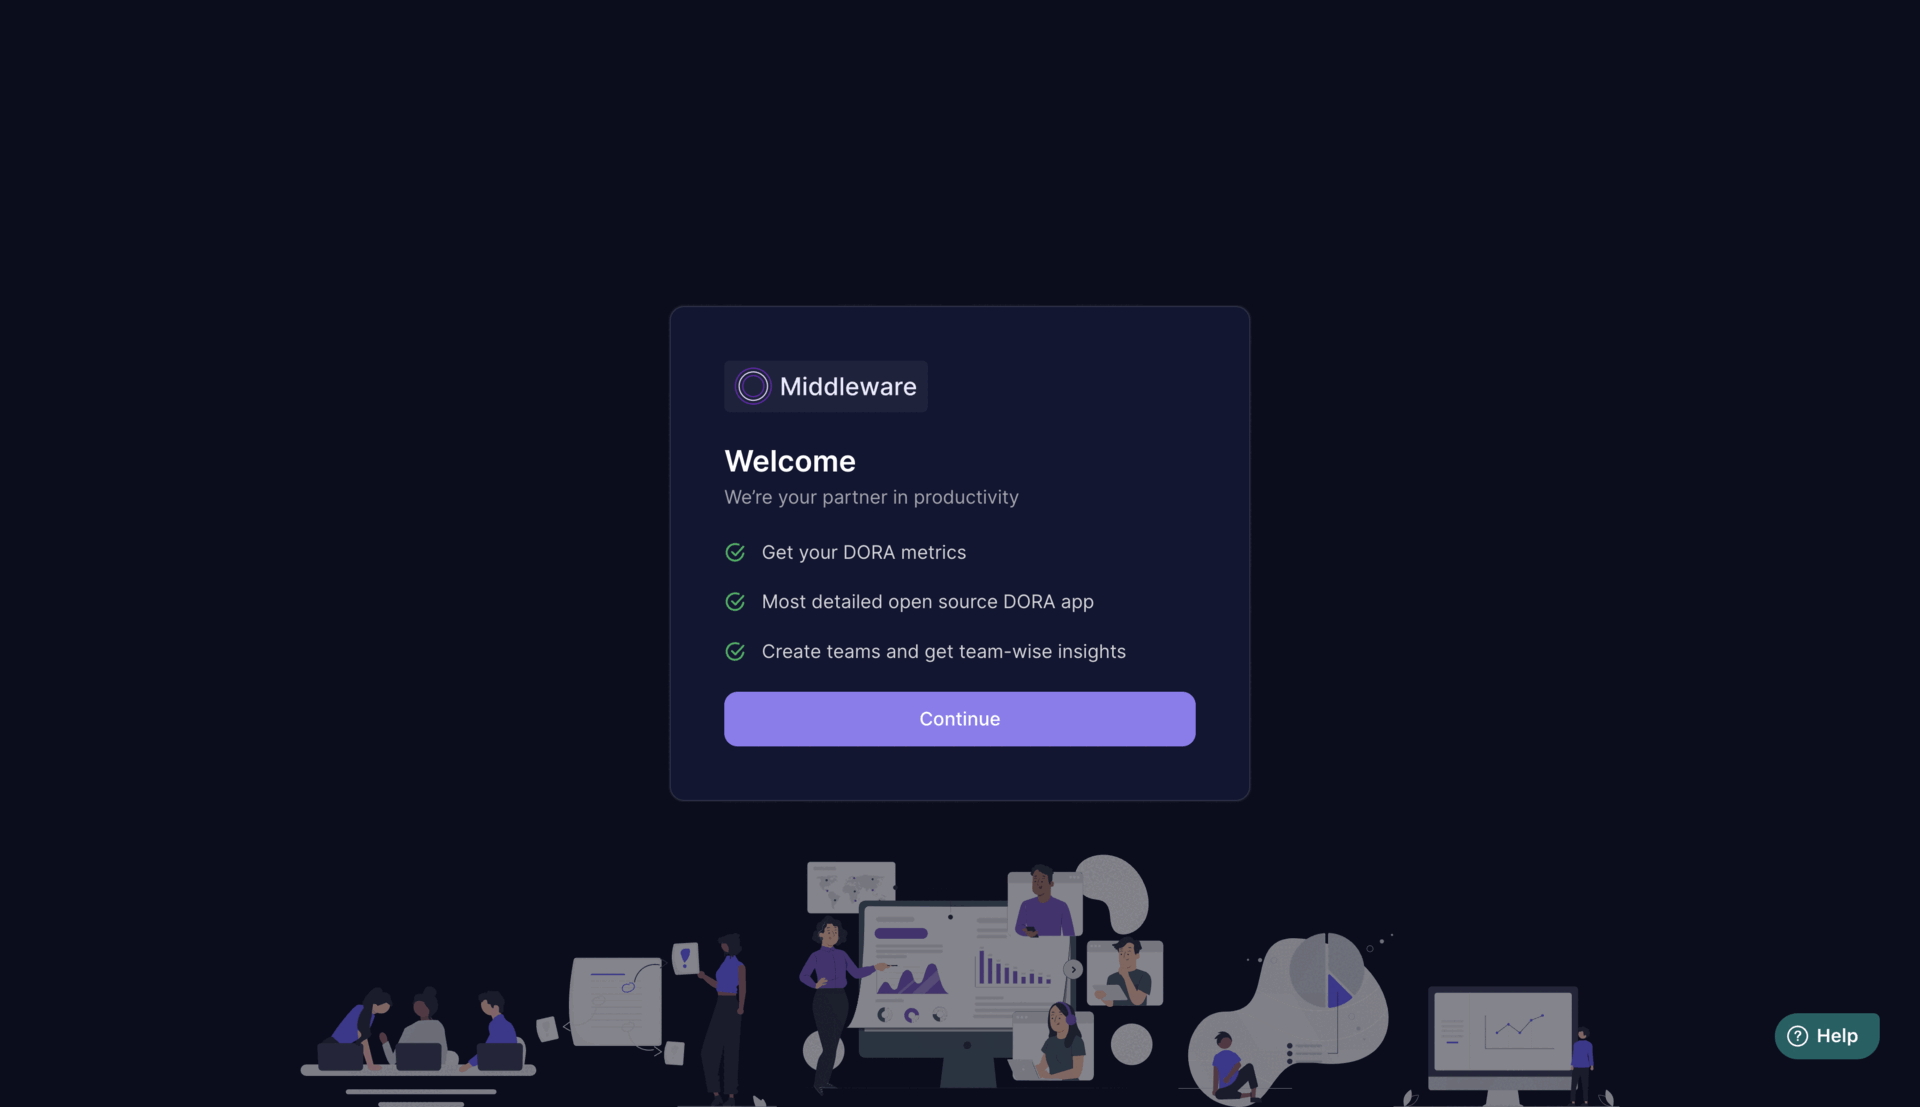 Middleware
Welcome
We’re your partner in productivity
Get your DORA metrics
Most detailed open source DORA app
Create teams and get team-wise insights
Continue
Help